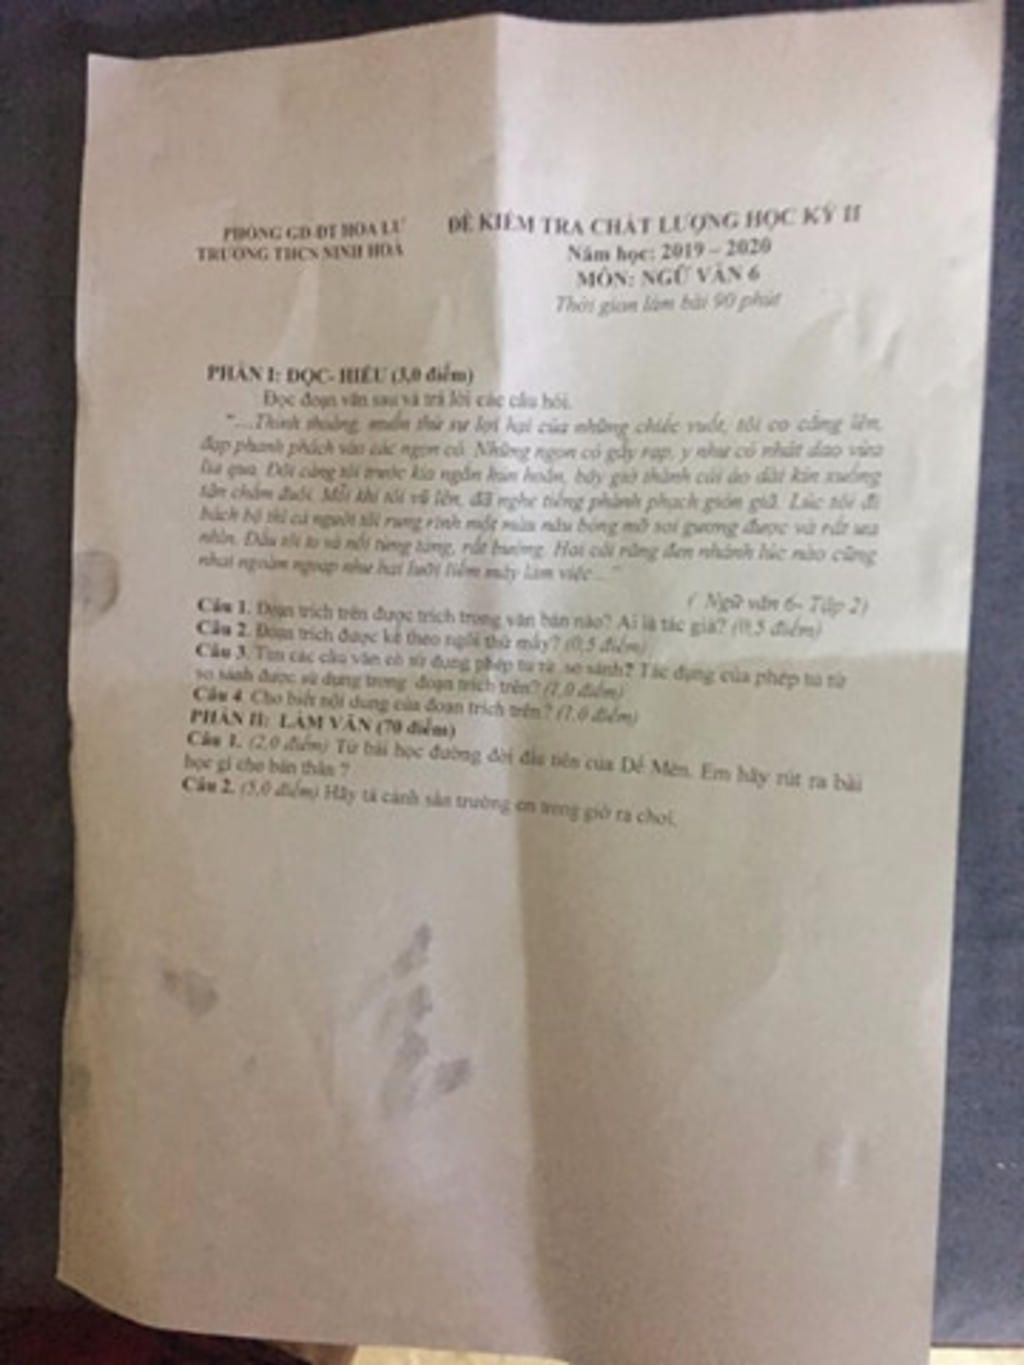 PHÒNG GD-ĐT HOA LƯ
TRƯỜNG THCS NINH HOÀ
ĐỀ KIỂM TRA CHẤT LƯỢNG HỌC KỲ II
Năm học: 2019 – 2020
MÔN: NGỮ VĂN 6
Thời gian làm bài 90 phút
PHẦN I: ĐỌC- HIỂU (3,0 điểm)
Đọc đoạn văn sau và trả lời các câu hỏi.
"...Thỉnh thoảng, muốn thử sự lợi hại của những chiếc vuốt, tôi co cẳng lên,
đạp phanh phách vào các ngọn cỏ. Những ngọn cỏ gẫy rạp, y như có nhát dao vừa
lia qua. Đôi cánh tôi trước kia ngắn hủn hoẳn, bây giờ thành cái áo dài kín xuống
tận chấm đuôi. Mỗi khi tôi vũ lên, đã nghe tiếng phành phạch giòn giã. Lúc tôi đi
bách bộ thì cả người tôi rung rinh một màu nâu bóng mỡ soi gương được và rất ưa
nhìn. Đầu tôi to và nổi từng tảng, rất bướng. Hai cái răng đen nhánh lúc nào cũng
nhai ngoàm ngoạp như hai lưỡi liềm máy làm việc..."
( Ngữ văn 6- Tập 2)
Câu 1. Đoạn trích trên được trích trong văn bản nào? Ai là tác giả? (0,5 điểm)
Câu 2. Đoạn trích được kể theo ngôi thứ mấy? (0,5 điểm)
Câu 3. Tìm các câu văn có sử dụng phép tu từ so sánh? Tác dụng của phép tu từ
so sánh được sử dụng trong đoạn trích trên? (1,0 điểm)
Câu 4. Cho biết nội dung của đoạn trích trên? (1,0 điểm)
PHẦN II: LÀM VĂN (70 điểm)
Câu 1. (2,0 điểm) Từ bài học đường đời đầu tiên của Dế Mèn. Em hãy rút ra bài
học gì cho bản thân ?
Câu 2. (5,0 điểm) Hãy tả cảnh sân trường em trong giờ ra chơi.